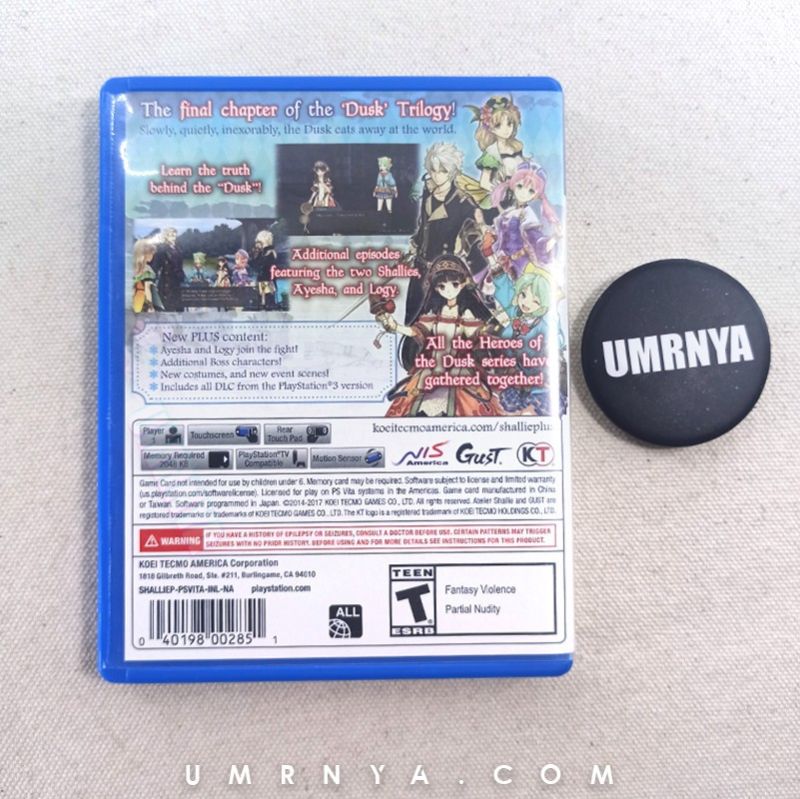 The final chapter of the 'Dusk' Trilogy!
Slowly, quietly, inexorably, the Dusk eats away at the world.
Learn the truth
behind the "Dusk"!
Additional episodes
featuring the two Shallies,
Ayesha, and Logy.
New PLUS content:
Ayesha and Logy join the fight!
Additional Boss characters!
New costumes, and new event scenes!
Includes all DLC from the PlayStation®3 version
All the Heroes of
the Dusk series have
gathered together!
koeitecmoamerica.com/shallieplus
Player
1
Touchscreen
Rear
Touch Pad
Memory Required
2048 KB
PlayStation®TV
Compatible
Motion Sensor
NIS
America
GUST.
KT
Game Card not intended for use by children under 6. Memory card may be required. Software subject to license and limited warranty
(us.playstation.com/softwarelicense). Licensed for play on PS Vita systems in the Americas. Game card manufactured in China
or Taiwan. Software programmed in Japan. ©2014-2017 KOEI TECMO GAMES CO., LTD. All rights reserved. Atelier Shallie and GUST are
registered trademarks or trademarks of KOEI TECMO GAMES CO., LTD. The KT logo is a registered trademark of KOEI TECMO HOLDINGS CO., LTD.
WARNING
IF YOU HAVE A HISTORY OF EPILEPSY OR SEIZURES, CONSULT A DOCTOR BEFORE USE. CERTAIN PATTERNS MAY TRIGGER
SEIZURES WITH NO PRIOR HISTORY. BEFORE USING AND FOR MORE DETAILS SEE INSTRUCTIONS FOR THIS PRODUCT.
KOEI TECMO AMERICA Corporation
1818 Gilbreth Road, Ste. #211, Burlingame, CA 94010
SHALLIEP-PSVITA-INL-NA playstation.com
0 40198 00285 1
ALL
TEEN
T
ESRB
Fantasy Violence
Partial Nudity
UMRNYA
UMRNYA.COM